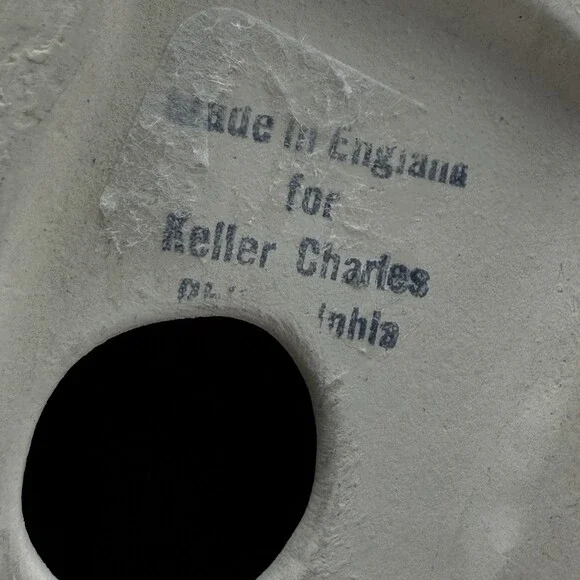 Made in England
for
Keller Charles